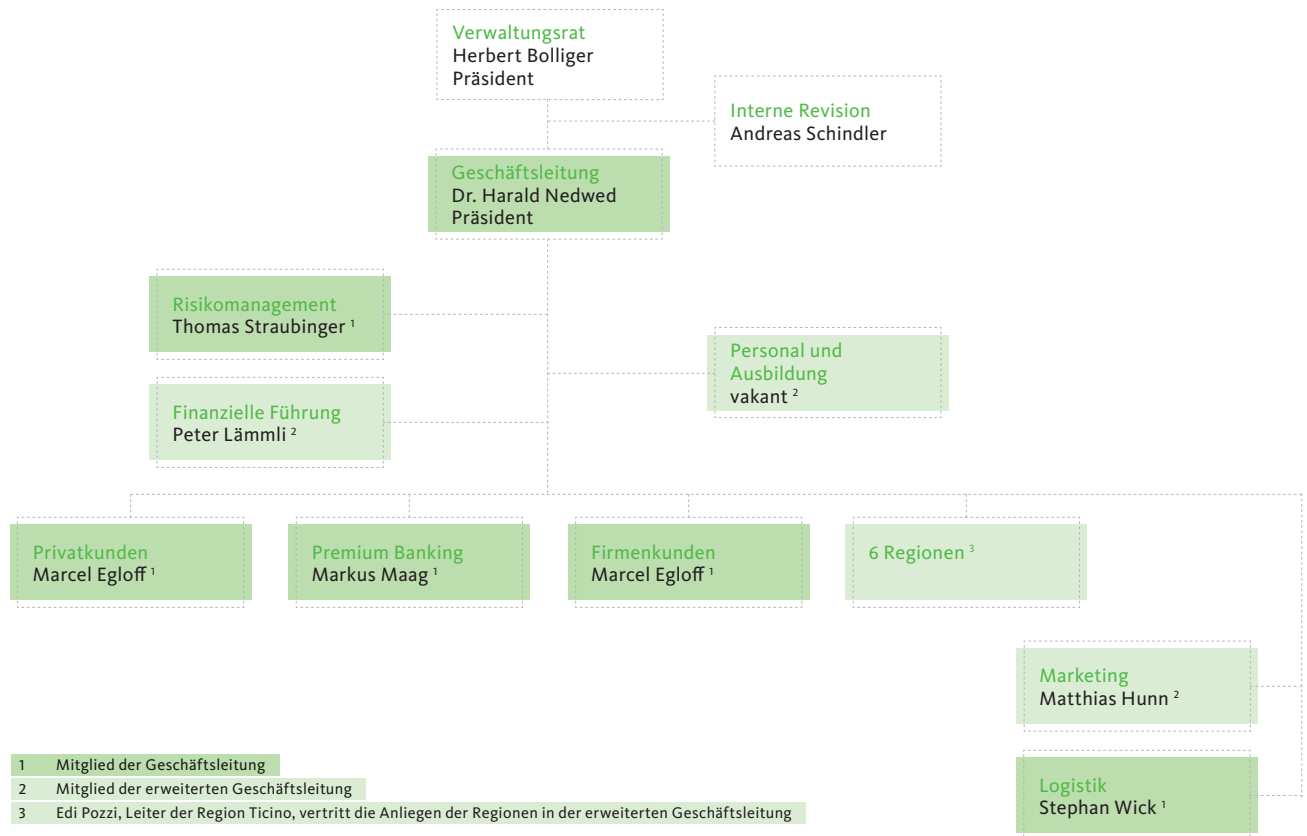 Verwaltungsrat
Herbert Bolliger
Präsident
Interne Revision
Andreas Schindler
Geschäftsleitung
Dr. Harald Nedwed
Präsident
Risikomanagement
Thomas Straubinger ¹
Personal und
Ausbildung
vakant ²
Finanzielle Führung
Peter Lämmli ²
Privatkunden
Marcel Egloff ¹
Premium Banking
Markus Maag ¹
Firmenkunden
Marcel Egloff ¹
6 Regionen ³
Marketing
Matthias Hunn ²
Logistik
Stephan Wick ¹
1 Mitglied der Geschäftsleitung
2 Mitglied der erweiterten Geschäftsleitung
3 Edi Pozzi, Leiter der Region Ticino, vertritt die Anliegen der Regionen in der erweiterten Geschäftsleitung